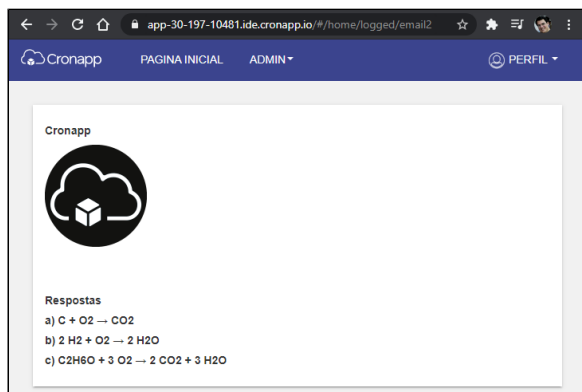 app-30-197-10481.ide.cronapp.io/#/home/logged/email2
Cronapp PAGINA INICIAL ADMIN PERFIL
Cronapp
Respostas
a) C + O2 → CO2
b) 2 H2 + O2 → 2 H2O
c) C2H6O + 3 O2 → 2 CO2 + 3 H2O